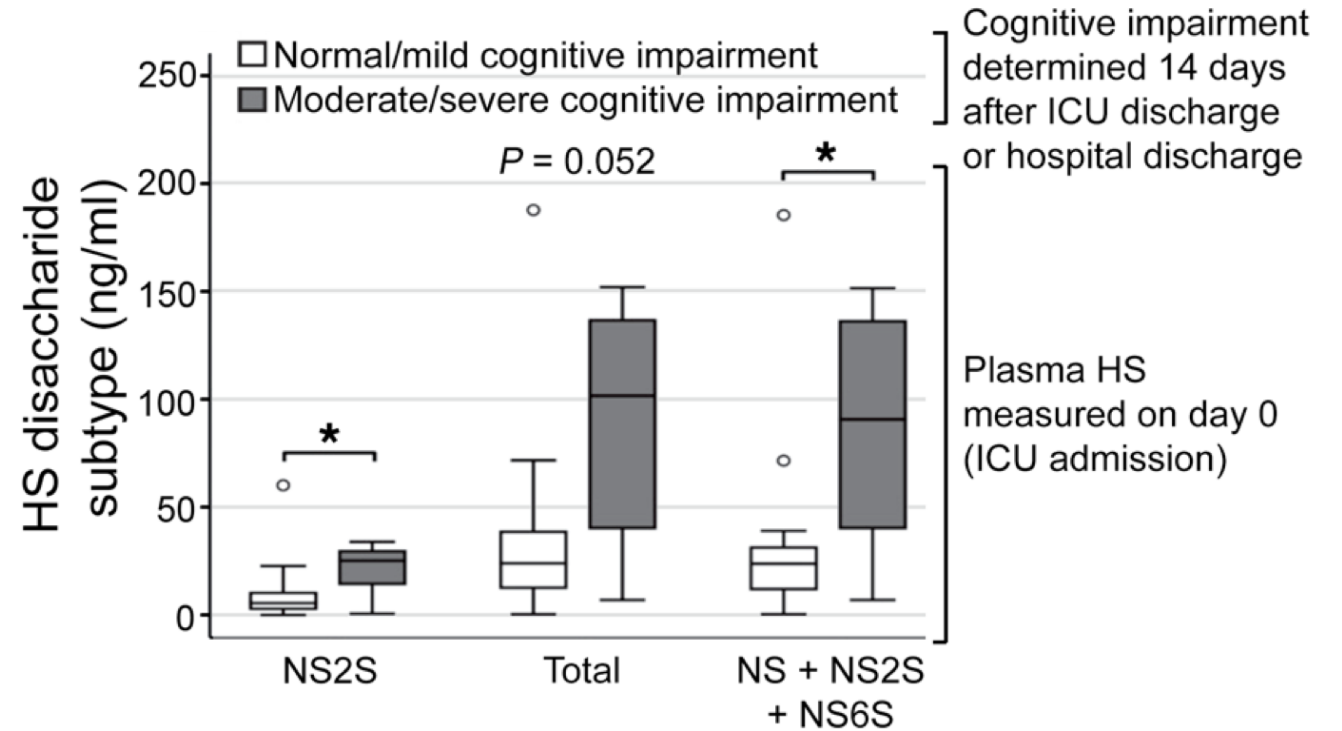 Normal/mild cognitive impairment
Moderate/severe cognitive impairment
Cognitive impairment
determined 14 days
after ICU discharge
or hospital discharge
HS disaccharide
subtype (ng/ml)
250
200
150
100
50
0
*
P = 0.052
*
Plasma HS
measured on day 0
(ICU admission)
NS2S
Total
NS + NS2S
+ NS6S